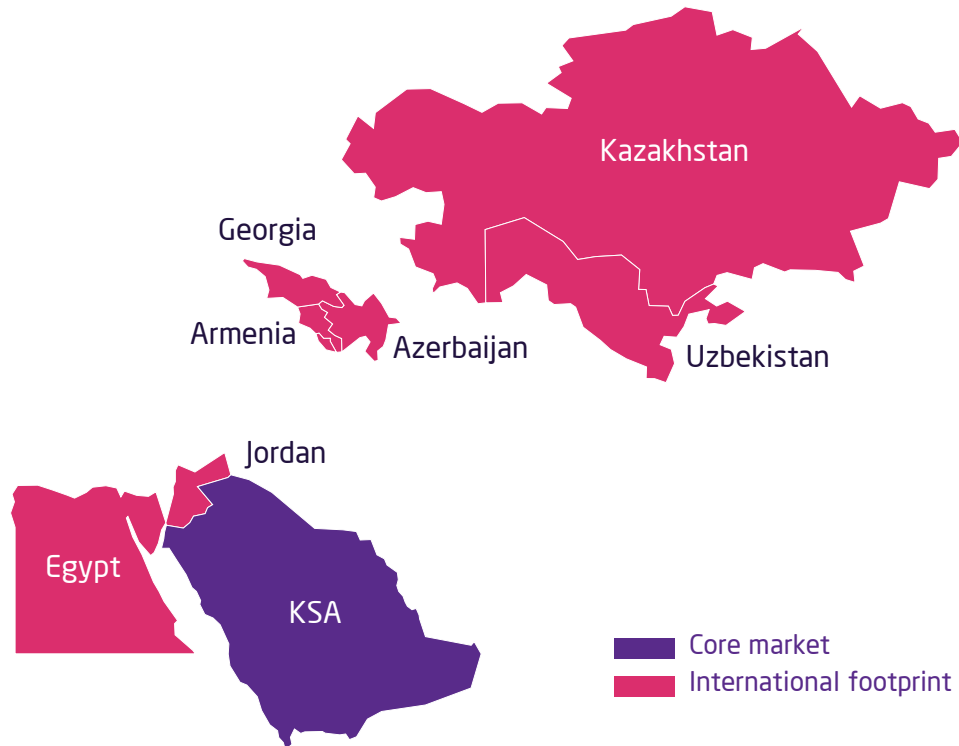 Kazakhstan
Georgia
Armenia
Azerbaijan
Uzbekistan
Jordan
Egypt
KSA
Core market
International footprint